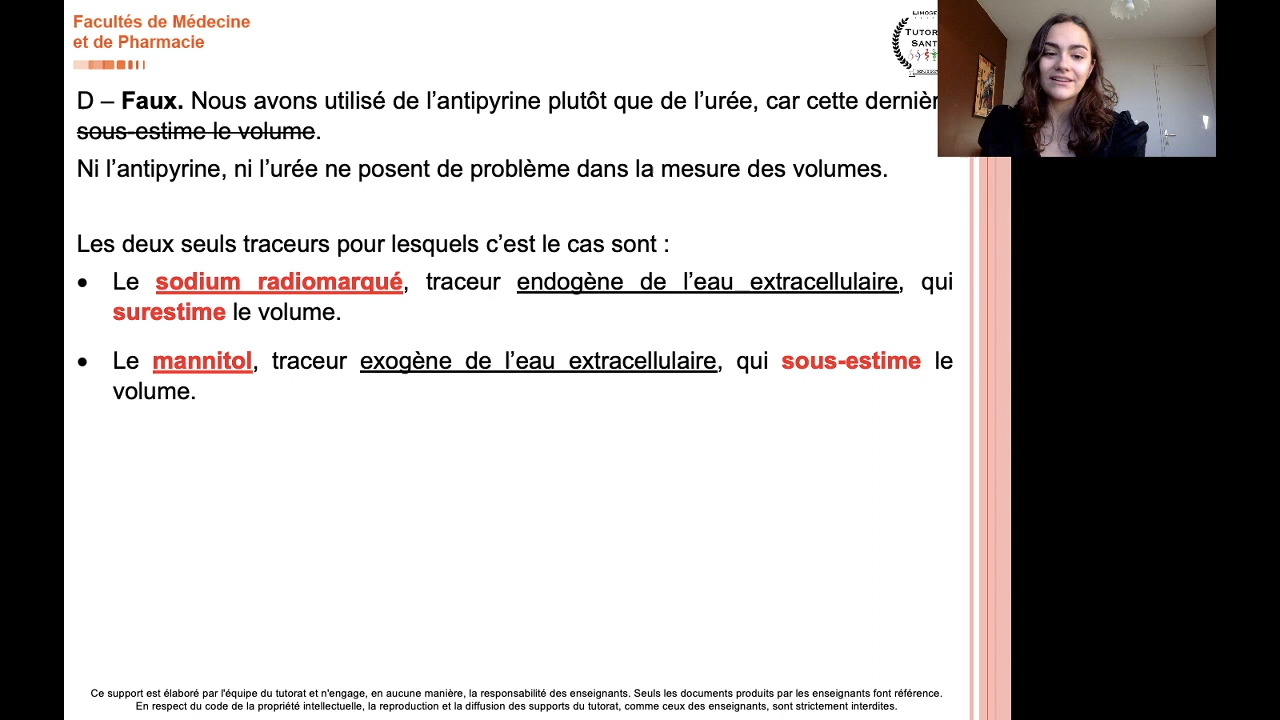 Facultés de Médecine
et de Pharmacie
LIMOGES
TUTOR
SANT
D – Faux. Nous avons utilisé de l’antipyrine plutôt que de l’urée, car cette dernièr
sous-estime le volume.
Ni l’antipyrine, ni l’urée ne posent de problème dans la mesure des volumes.
Les deux seuls traceurs pour lesquels c’est le cas sont :
• Le sodium radiomarqué, traceur endogène de l’eau extracellulaire, qui
surestime le volume.
• Le mannitol, traceur exogène de l’eau extracellulaire, qui sous-estime le
volume.
Ce support est élaboré par l'équipe du tutorat et n'engage, en aucune manière, la responsabilité des enseignants. Seuls les documents produits par les enseignants font référence.
En respect du code de la propriété intellectuelle, la reproduction et la diffusion des supports du tutorat, comme ceux des enseignants, sont strictement interdites.